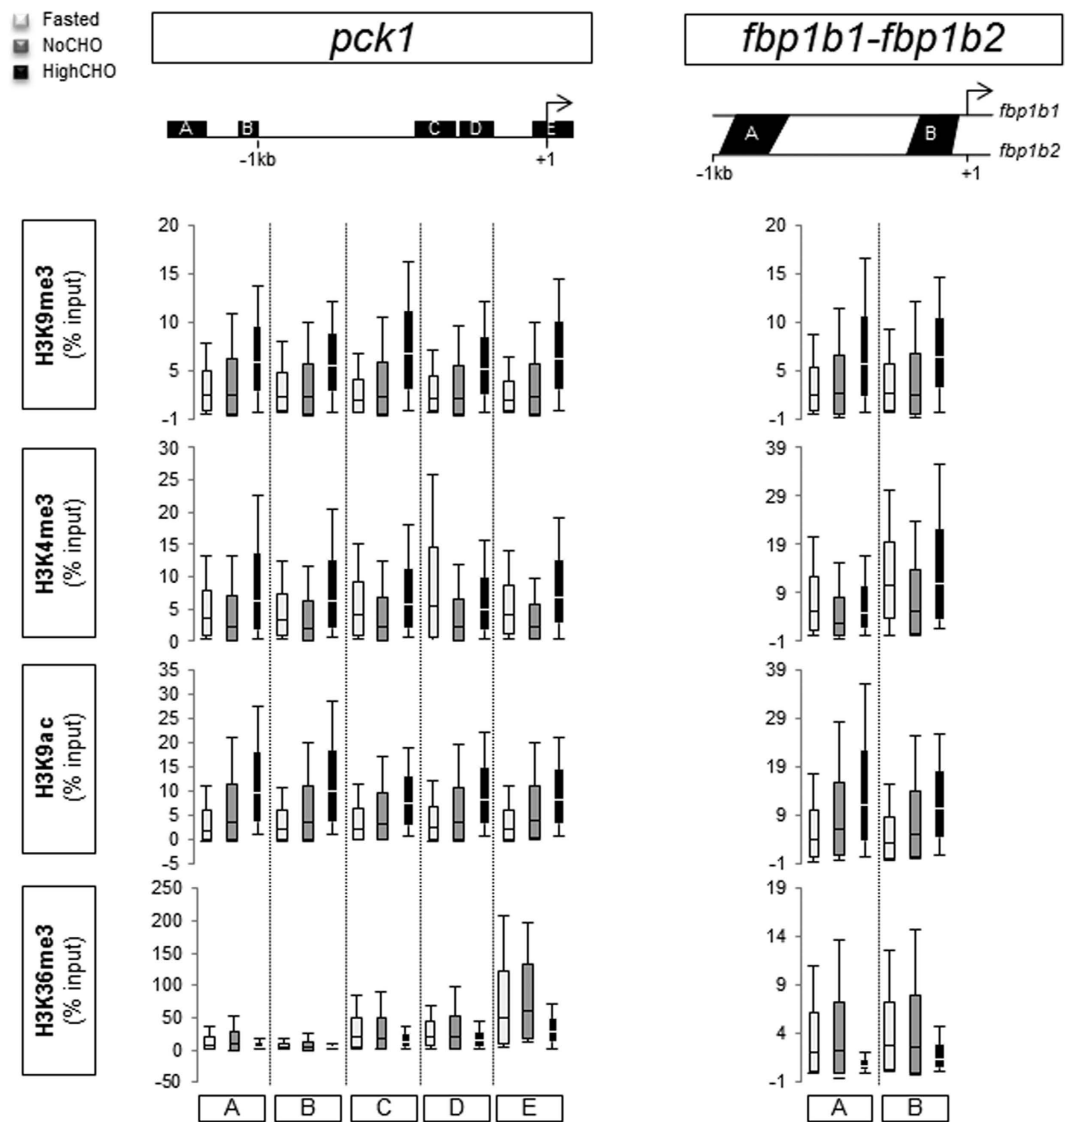 Fasted
NoCHO
HighCHO
pck1
fbp1b1-fbp1b2
A B C D E
-1kb +1
A B
fbp1b1
fbp1b2
-1kb +1
H3K9me3
(% input)
20
15
10
5
-1
20
15
10
5
-1
H3K4me3
(% input)
30
25
20
15
10
5
0
39
29
19
9
-1
H3K9ac
(% input)
35
30
25
20
15
10
5
0
-5
39
29
19
9
-1
H3K36me3
(% input)
250
200
150
100
50
0
-50
19
14
9
4
-1
A B C D E
A B